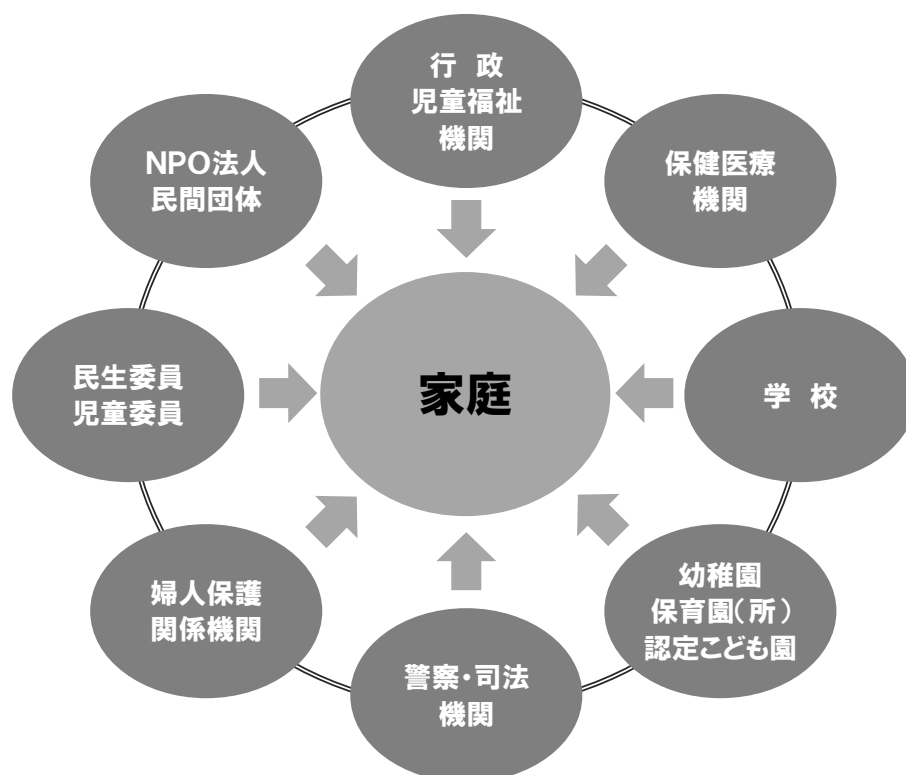 行 政
児童福祉
機関
NPO法人
民間団体
保健医療
機関
民生委員
児童委員
家庭
学 校
婦人保護
関係機関
幼稚園
保育園(所)
認定こども園
警察・司法
機関